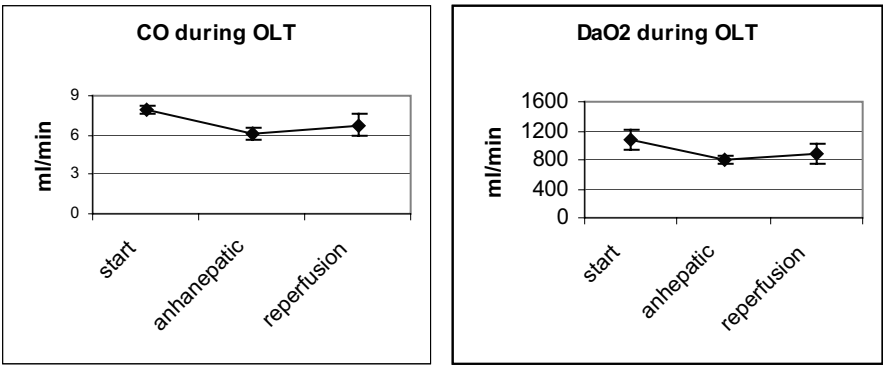 CO during OLT
ml/min
9
6
3
0
start
anhanepatic
reperfusion
DaO2 during OLT
ml/min
1600
1200
800
400
0
start
anhepatic
reperfusion